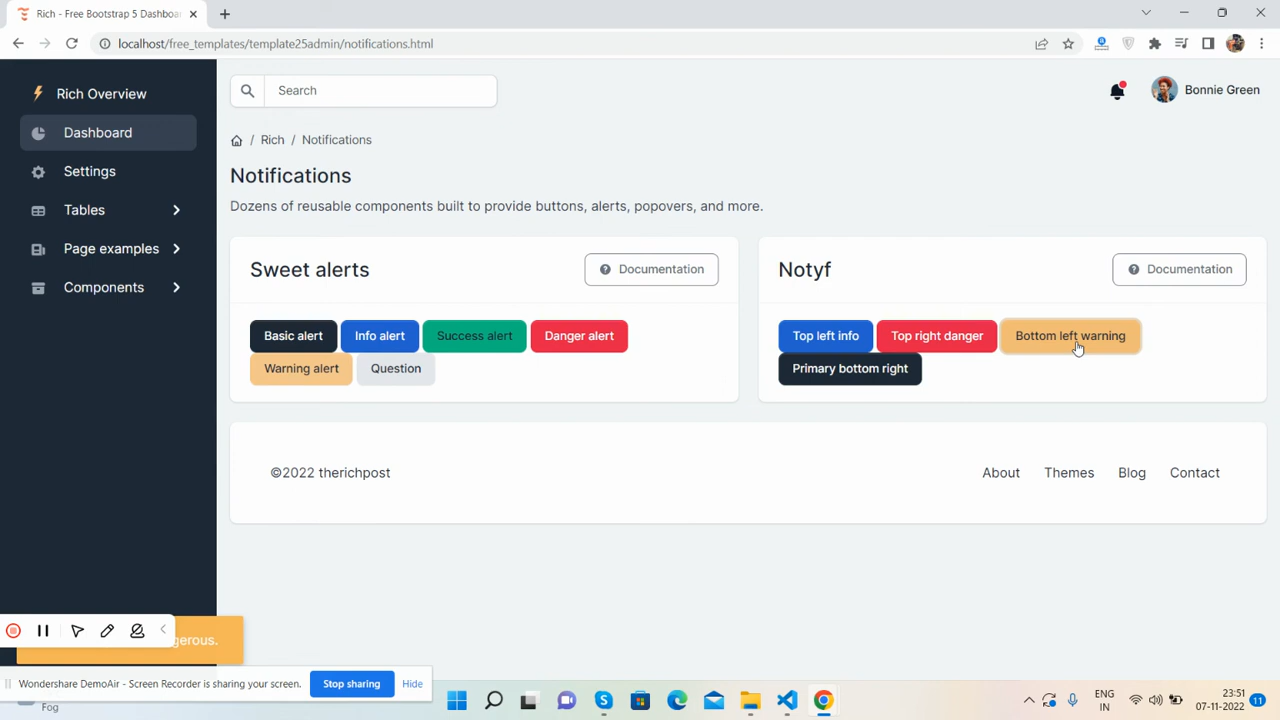 Rich - Free Bootstrap 5 Dashboa
localhost/free_templates/template25admin/notifications.html
Rich Overview
Search
Bonnie Green
Dashboard
Rich / Notifications
Settings
Notifications
Dozens of reusable components built to provide buttons, alerts, popovers, and more.
Tables
Page examples
Components
Sweet alerts
Documentation
Basic alert
Info alert
Success alert
Danger alert
Warning alert
Question
Notyf
Documentation
Top left info
Top right danger
Bottom left warning
Primary bottom right
©2022 therichpost
About
Themes
Blog
Contact
gerous.
Wondershare DemoAir - Screen Recorder is sharing your screen.
Stop sharing
Hide
Fog
ENG
IN
23:51
07-11-2022
11